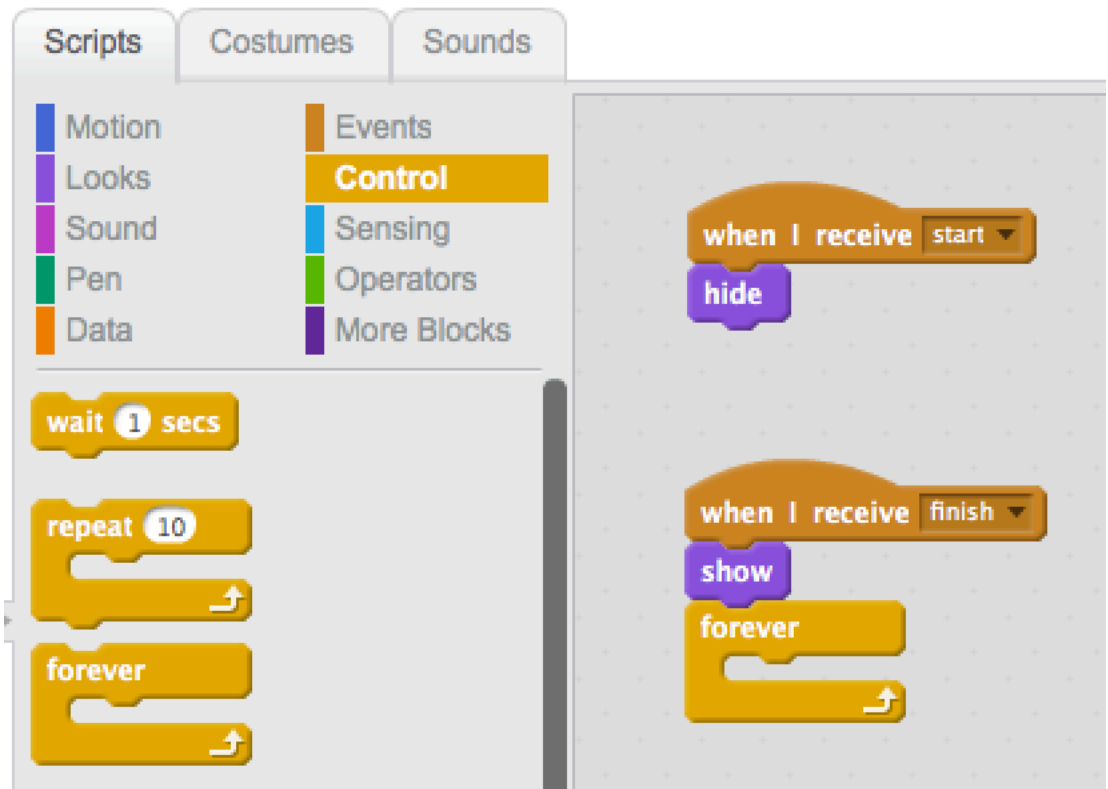 Scripts Costumes Sounds
Motion Events
Looks Control
Sound Sensing
Pen Operators
Data More Blocks
wait 1 secs
repeat 10
forever
when I receive start
hide
when I receive finish
show
forever